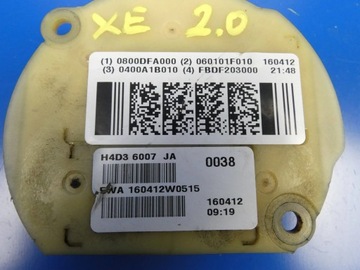 XE 2.0
(1) 0800DFA000 (2) 060101F010 160412
(3) 0400A1B010 (4) FBDF203000 21:48
H4D3 6007 JA 0038
EWA 160412W0515
160412
09:19